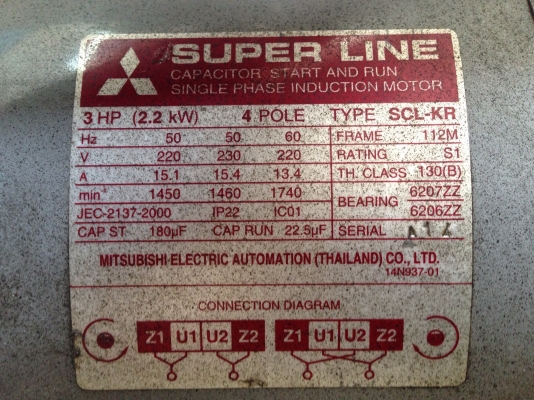 SUPER LINE
CAPACITOR START AND RUN
SINGLE PHASE INDUCTION MOTOR
3 HP (2.2 kW) 4 POLE TYPE SCL-KR
Hz 50 50 60 FRAME 112M
V 220 230 220 RATING S1
A 15.1 15.4 13.4 TH. CLASS 130(B)
min⁻¹ 1450 1460 1740 BEARING 6207ZZ
JEC-2137-2000 IP22 IC01 6206ZZ
CAP ST 180µF CAP RUN 22.5µF SERIAL
MITSUBISHI ELECTRIC AUTOMATION (THAILAND) CO., LTD.
14N937-01
CONNECTION DIAGRAM
Z1 U1 U2 Z2 Z1 U1 U2 Z2